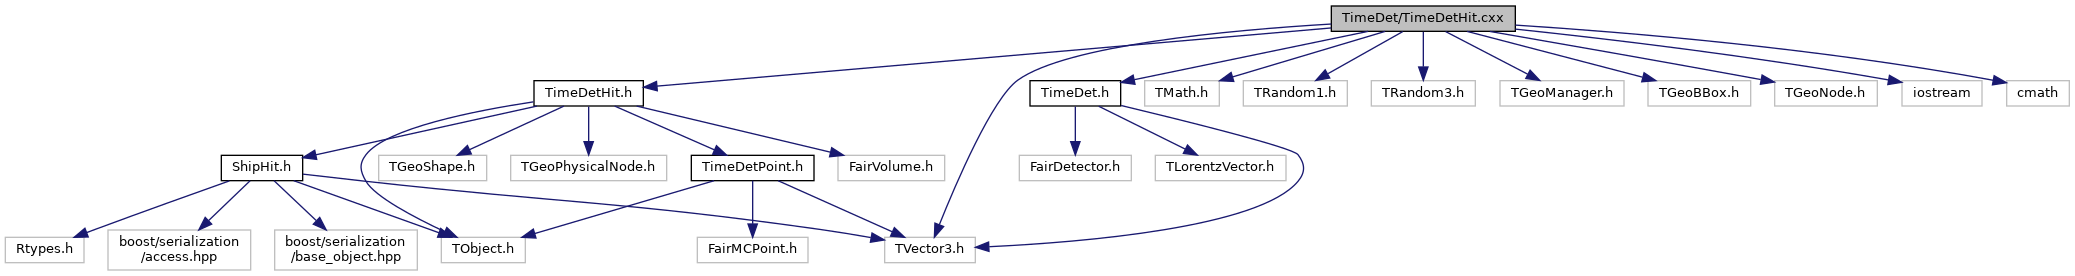 TimeDet/TimeDetHit.cxx
TimeDetHit.h
TimeDet.h
TMath.h
TRandom1.h
TRandom3.h
TGeoManager.h
TGeoBBox.h
TGeoNode.h
iostream
cmath
ShipHit.h
TGeoShape.h
TGeoPhysicalNode.h
TimeDetPoint.h
FairVolume.h
FairDetector.h
TLorentzVector.h
Rtypes.h
boost/serialization
/access.hpp
boost/serialization
/base_object.hpp
TObject.h
FairMCPoint.h
TVector3.h